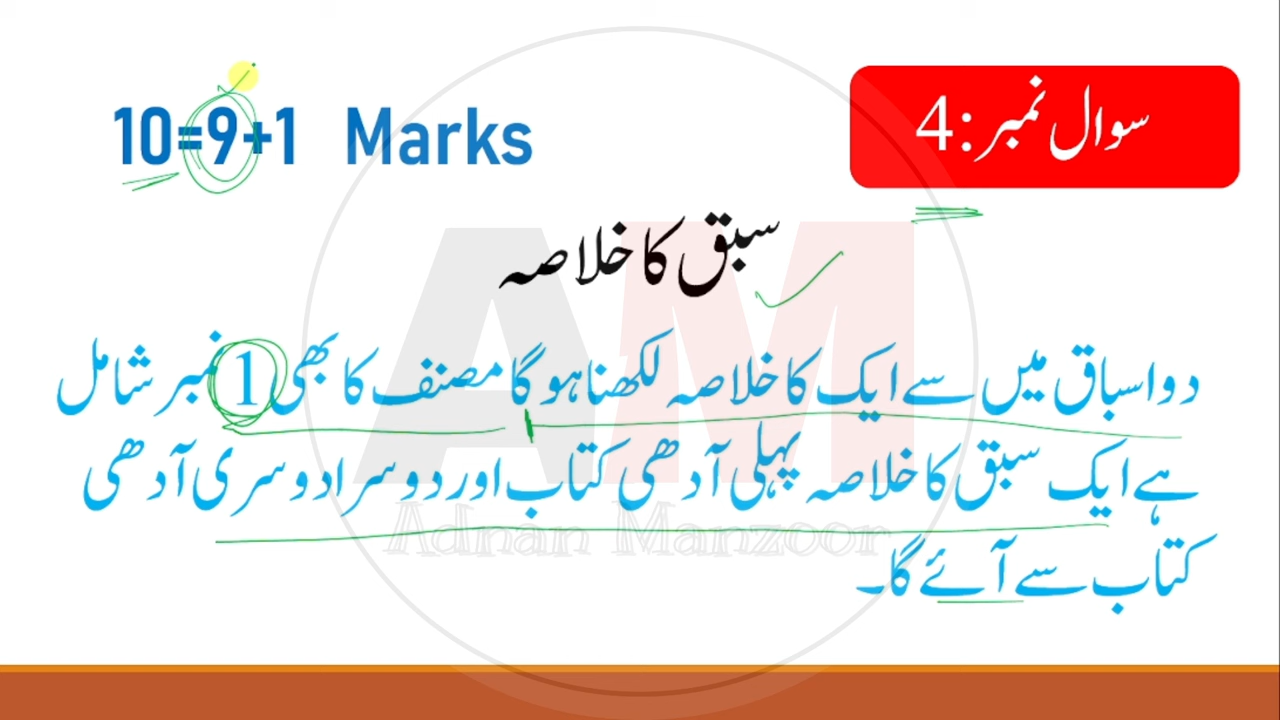 10=9+1 Marks
سوال نمبر: 4
سبق کا خلاصہ
دو اسباق میں سے ایک کا خلاصہ لکھنا ہو گا مصنف کا بھی 1 نمبر شامل
ہے ایک سبق کا خلاصہ پہلی آدھی کتاب اور دوسرا دوسری آدھی
کتاب سے آئے گا۔
AM
Adnan Manzoor